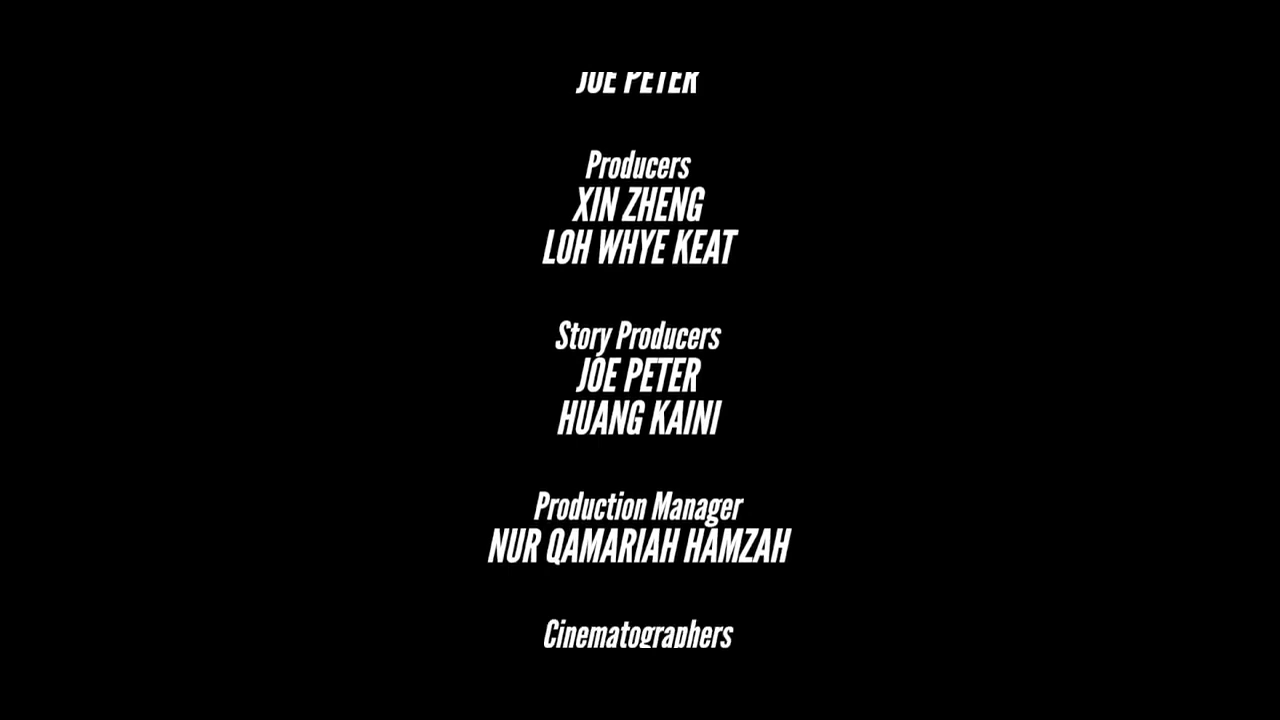 JOE PETER
Producers
XIN ZHENG
LOH WHYE KEAT
Story Producers
JOE PETER
HUANG KAINI
Production Manager
NUR QAMARIAH HAMZAH
Cinematographers